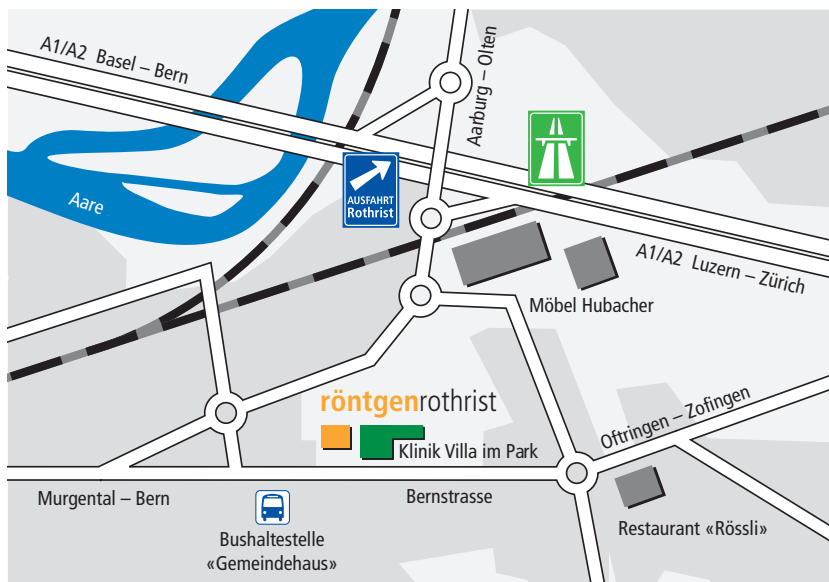 A1/A2 Basel – Bern
Aarburg – Olten
AUSFAHRT
Rothrist
Aare
A1/A2 Luzern – Zürich
Möbel Hubacher
röntgenrothrist
Klinik Villa im Park
Oftringen – Zofingen
Murgental – Bern
Bernstrasse
Bushaltestelle
«Gemeindehaus»
Restaurant «Rössli»